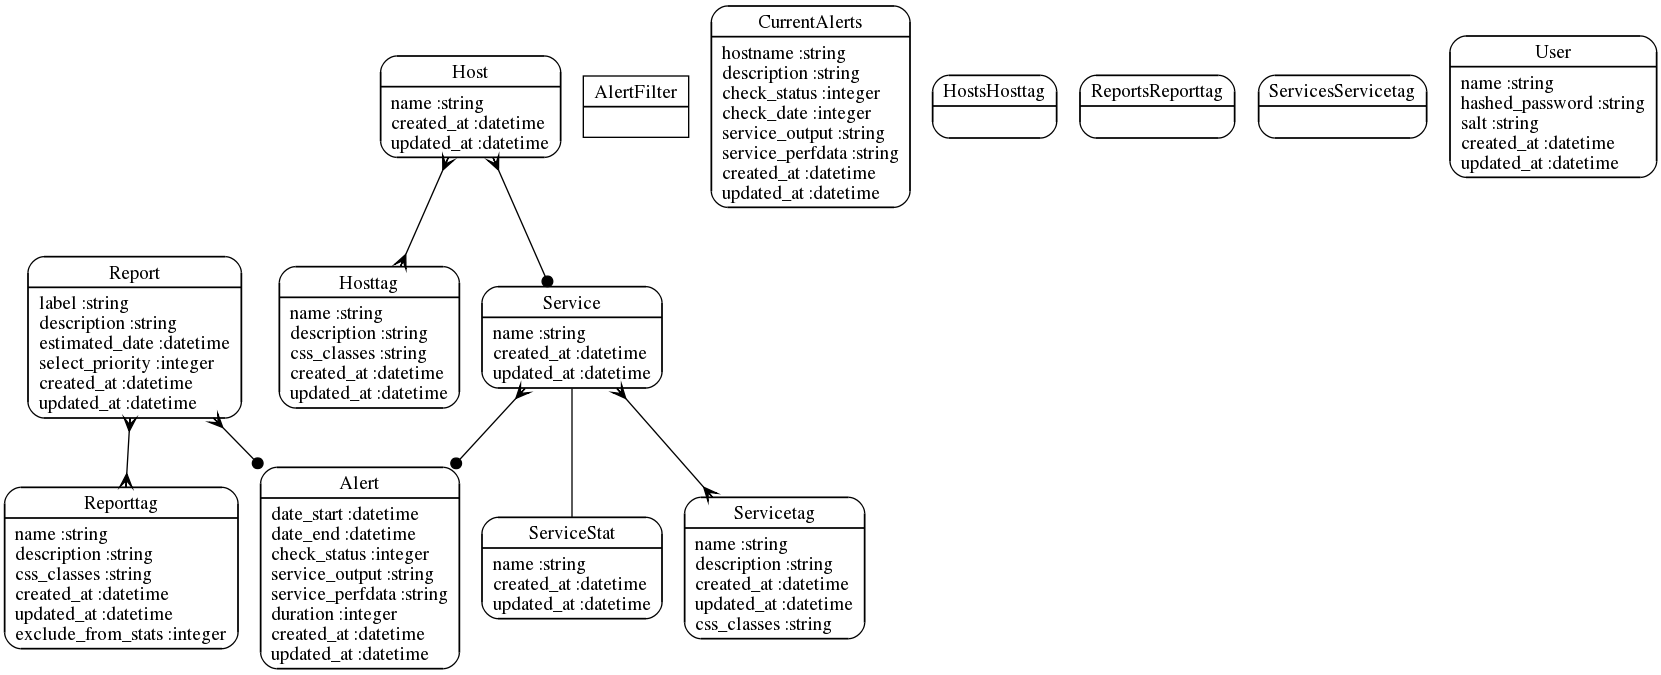 CurrentAlerts
hostname :string
description :string
check_status :integer
check_date :integer
service_output :string
service_perfdata :string
created_at :datetime
updated_at :datetime
Host
name :string
created_at :datetime
updated_at :datetime
AlertFilter
HostsHosttag
ReportsReporttag
ServicesServicetag
User
name :string
hashed_password :string
salt :string
created_at :datetime
updated_at :datetime
Report
label :string
description :string
estimated_date :datetime
select_priority :integer
created_at :datetime
updated_at :datetime
Hosttag
name :string
description :string
css_classes :string
created_at :datetime
updated_at :datetime
Service
name :string
created_at :datetime
updated_at :datetime
Reporttag
name :string
description :string
css_classes :string
created_at :datetime
updated_at :datetime
exclude_from_stats :integer
Alert
date_start :datetime
date_end :datetime
check_status :integer
service_output :string
service_perfdata :string
duration :integer
created_at :datetime
updated_at :datetime
ServiceStat
name :string
created_at :datetime
updated_at :datetime
Servicetag
name :string
description :string
created_at :datetime
updated_at :datetime
css_classes :string